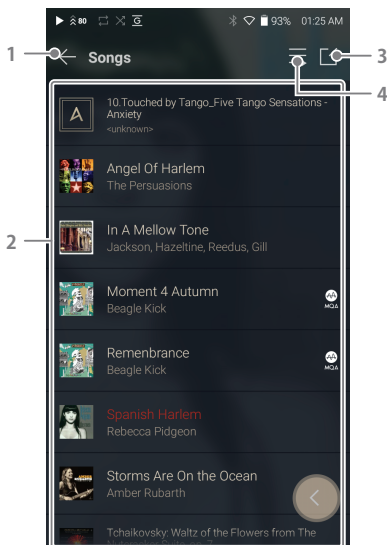 80 G 93% 01:25 AM
1 Songs 3
4
10.Touched by Tango_Five Tango Sensations -
Anxiety
<unknown>
Angel Of Harlem
The Persuasions
2 In A Mellow Tone
Jackson, Hazeltine, Reedus, Gill
Moment 4 Autumn
Beagle Kick
MQA
Remenbrance
Beagle Kick
MQA
Spanish Harlem
Rebecca Pidgeon
Storms Are On the Ocean
Amber Rubarth
Tchaikovsky: Waltz of the Flowers from The